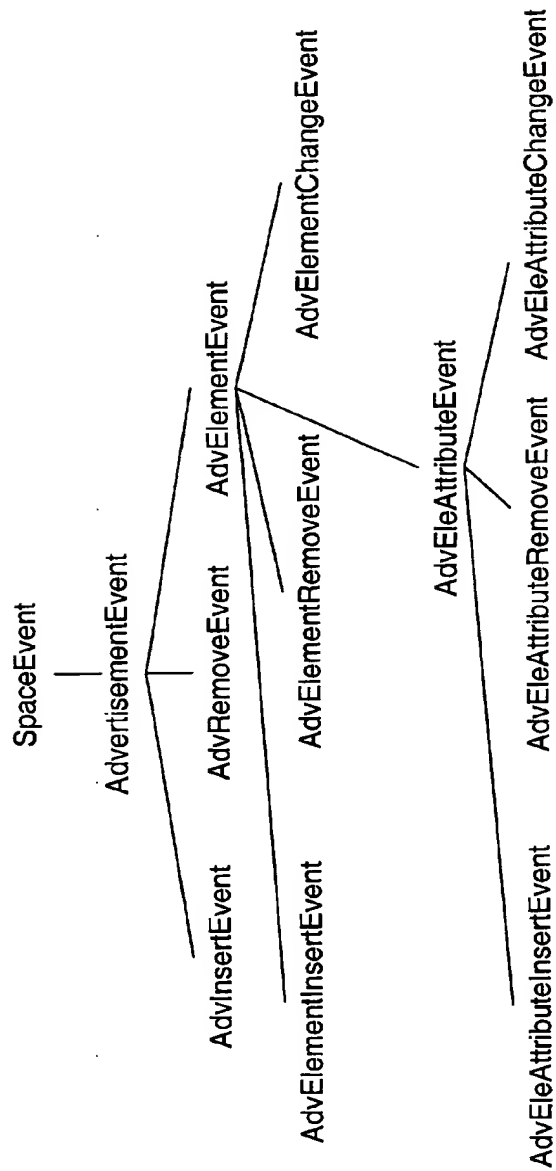 SpaceEvent
AdvertisementEvent
AdvInsertEvent
AdvRemoveEvent
AdvElementEvent
AdvElementInsertEvent
AdvElementRemoveEvent
AdvElementChangeEvent
AdvEleAttributeEvent
AdvEleAttributeInsertEvent
AdvEleAttributeRemoveEvent
AdvEleAttributeChangeEvent